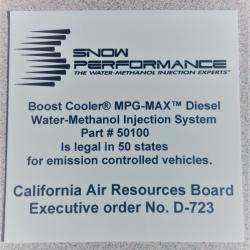 SNOW
PERFORMANCE
THE WATER-METHANOL INJECTION EXPERTS®
Boost Cooler® MPG-MAX™ Diesel
Water-Methanol Injection System
Part # 50100
Is legal in 50 states
for emission controlled vehicles.
California Air Resources Board
Executive order No. D-723